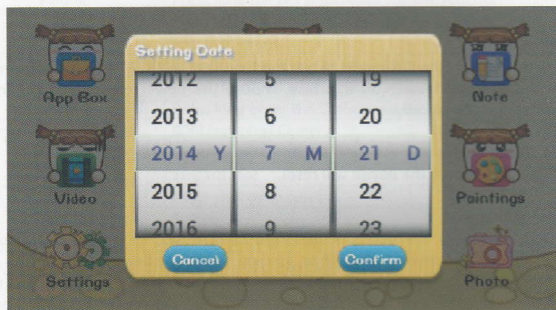 Setting Date
App Box
Note
2012 5 19
2013 6 20
2014 Y 7 M 21 D
Video
Paintings
2015 8 22
2016 9 23
Cancel Confirm
Settings
Photo